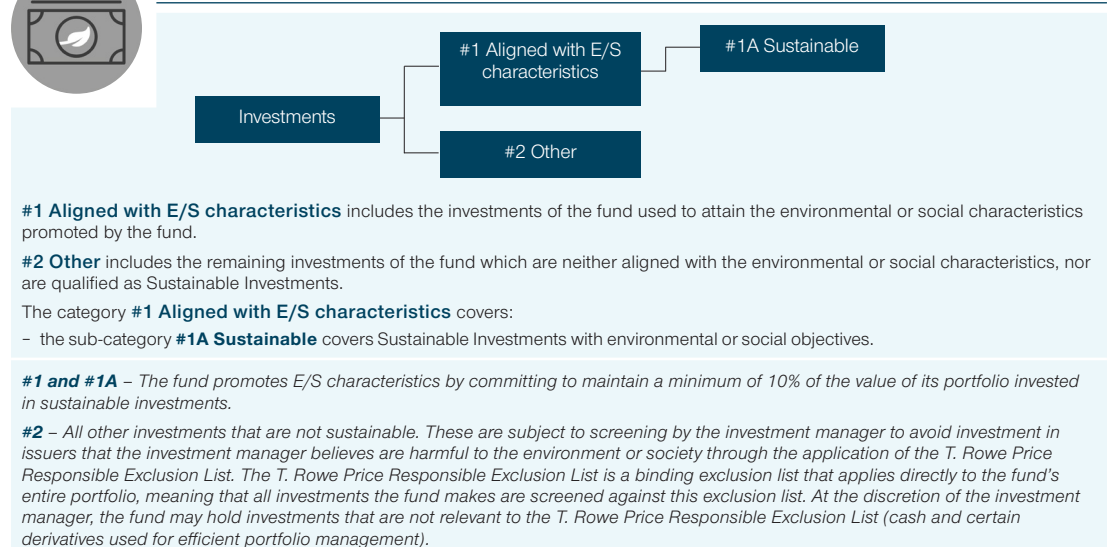 #1 Aligned with E/S
characteristics
#1A Sustainable
Investments
#2 Other
#1 Aligned with E/S characteristics includes the investments of the fund used to attain the environmental or social characteristics
promoted by the fund.
#2 Other includes the remaining investments of the fund which are neither aligned with the environmental or social characteristics, nor
are qualified as Sustainable Investments.
The category #1 Aligned with E/S characteristics covers:
– the sub-category #1A Sustainable covers Sustainable Investments with environmental or social objectives.
#1 and #1A – The fund promotes E/S characteristics by committing to maintain a minimum of 10% of the value of its portfolio invested
in sustainable investments.
#2 – All other investments that are not sustainable. These are subject to screening by the investment manager to avoid investment in
issuers that the investment manager believes are harmful to the environment or society through the application of the T. Rowe Price
Responsible Exclusion List. The T. Rowe Price Responsible Exclusion List is a binding exclusion list that applies directly to the fund's
entire portfolio, meaning that all investments the fund makes are screened against this exclusion list. At the discretion of the investment
manager, the fund may hold investments that are not relevant to the T. Rowe Price Responsible Exclusion List (cash and certain
derivatives used for efficient portfolio management).